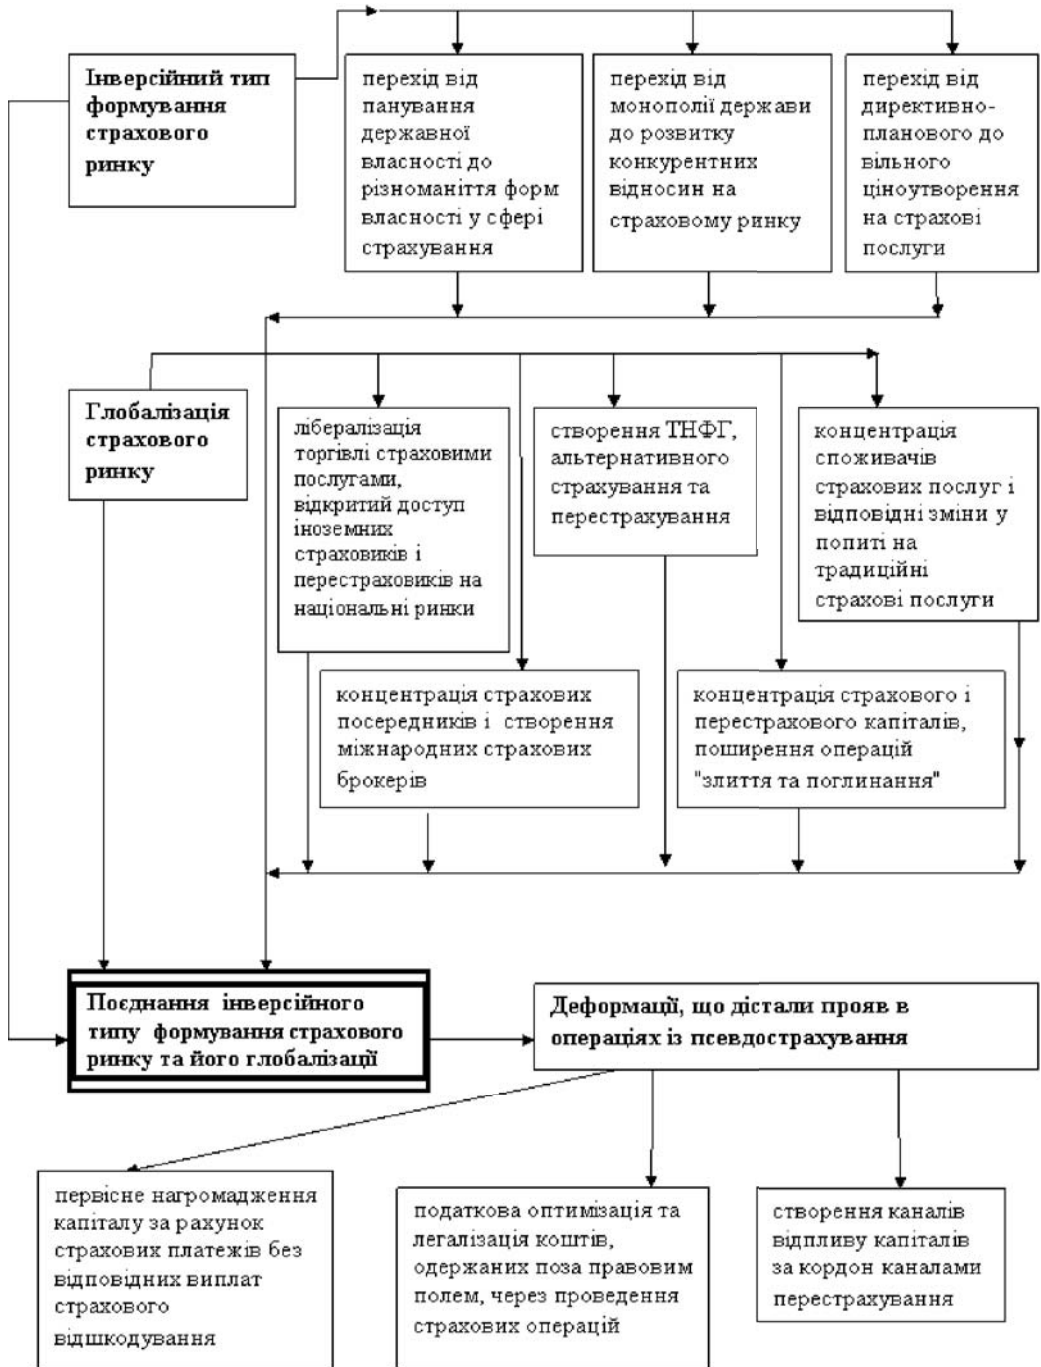 Інверсійний тип
формування
страхового
ринку
перехід від
панування
державної
власності до
різноманіття форм
власності у сфері
страхування
перехід від
монополії держави
до розвитку
конкурентних
відносин на
страховому ринку
перехід від
директивно-
планового до
вільного
ціноутворення
на страхові
послуги
Глобалізація
страхового
ринку
лібералізація
торгівлі страховими
послугами,
відкритий доступ
іноземних
страховиків і
перестраховиків на
національні ринки
створення ТНФГ,
альтернативного
страхування та
перестрахування
концентрація
споживачів
страхових послуг і
відповідні зміни у
попиті на
традиційні
страхові послуги
концентрація страхових
посередників і створення
міжнародних страхових
брокерів
концентрація страхового і
перестрахового капіталів,
поширення операцій
"злиття та поглинання"
Поєднання інверсійного
типу формування страхового
ринку та його глобалізації
Деформації, що дістали прояв в
операціях із псевдострахування
первісне нагромадження
капіталу за рахунок
страхових платежів без
відповідних виплат
страхового
відшкодування
податкова оптимізація та
легалізація коштів,
одержаних поза правовим
полем, через проведення
страхових операцій
створення каналів
відпливу капіталів
за кордон каналами
перестрахування